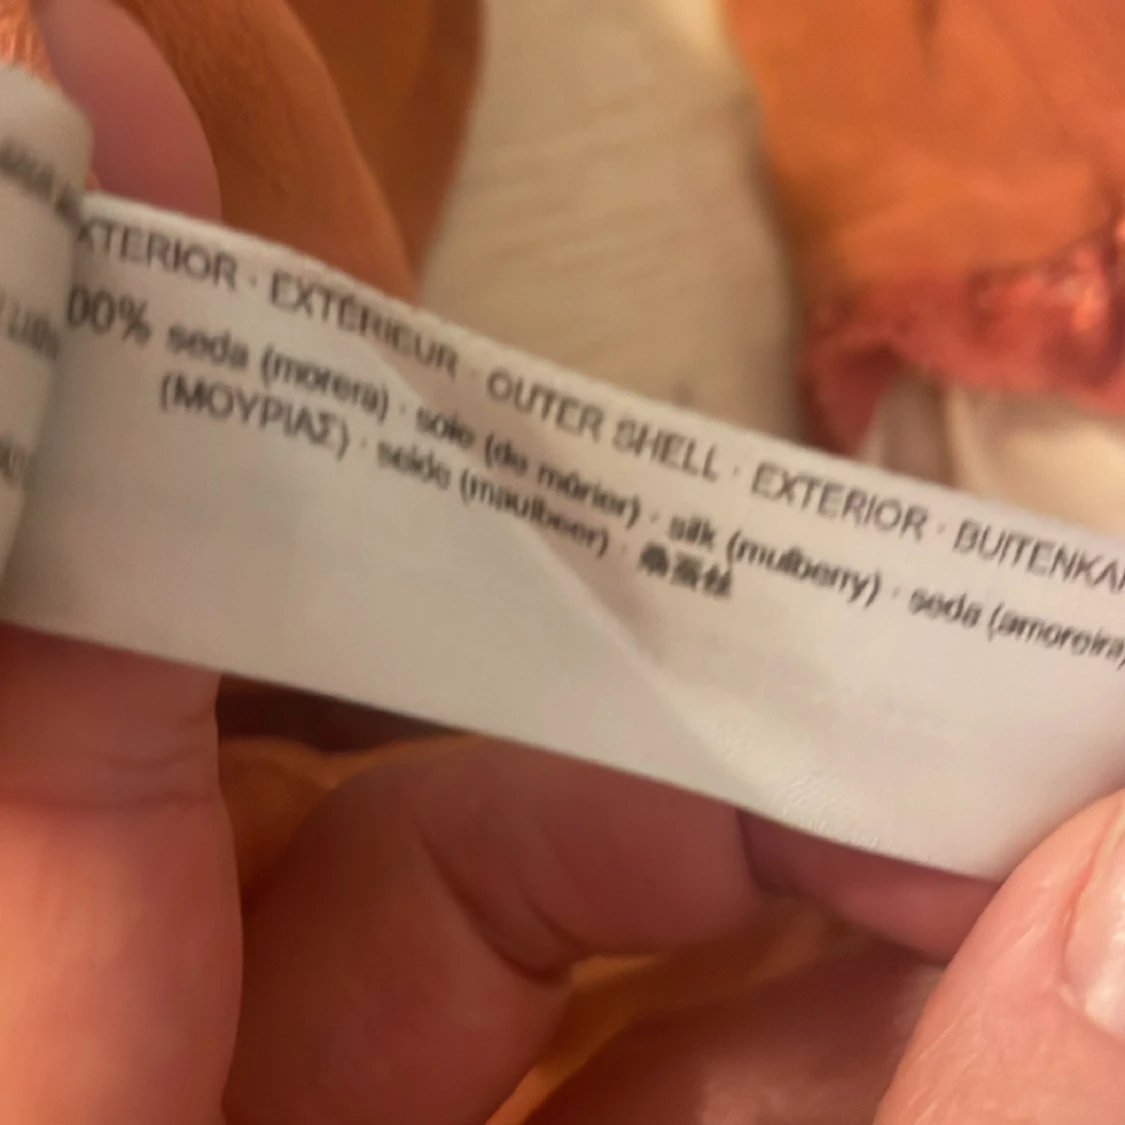 XTERIOR · EXTÉRIEUR · OUTER SHELL · EXTERIOR · BUITENKA
00% seda (morera) · soie (de mûrier) · silk (mulberry) · seda (amoreira)
(ΜΟΥΡΙΑΣ) · seide (maulbeer) · 桑蚕丝